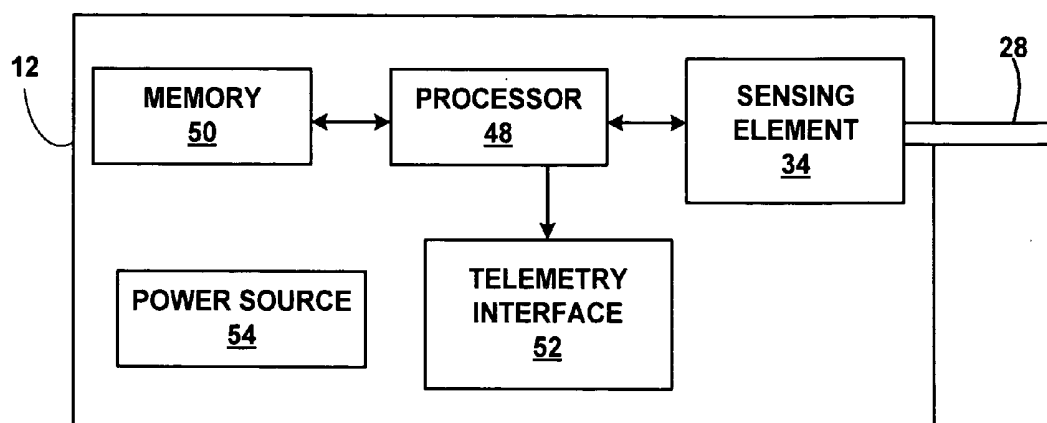 12
MEMORY
50
PROCESSOR
48
SENSING
ELEMENT
34
28
POWER SOURCE
54
TELEMETRY
INTERFACE
52